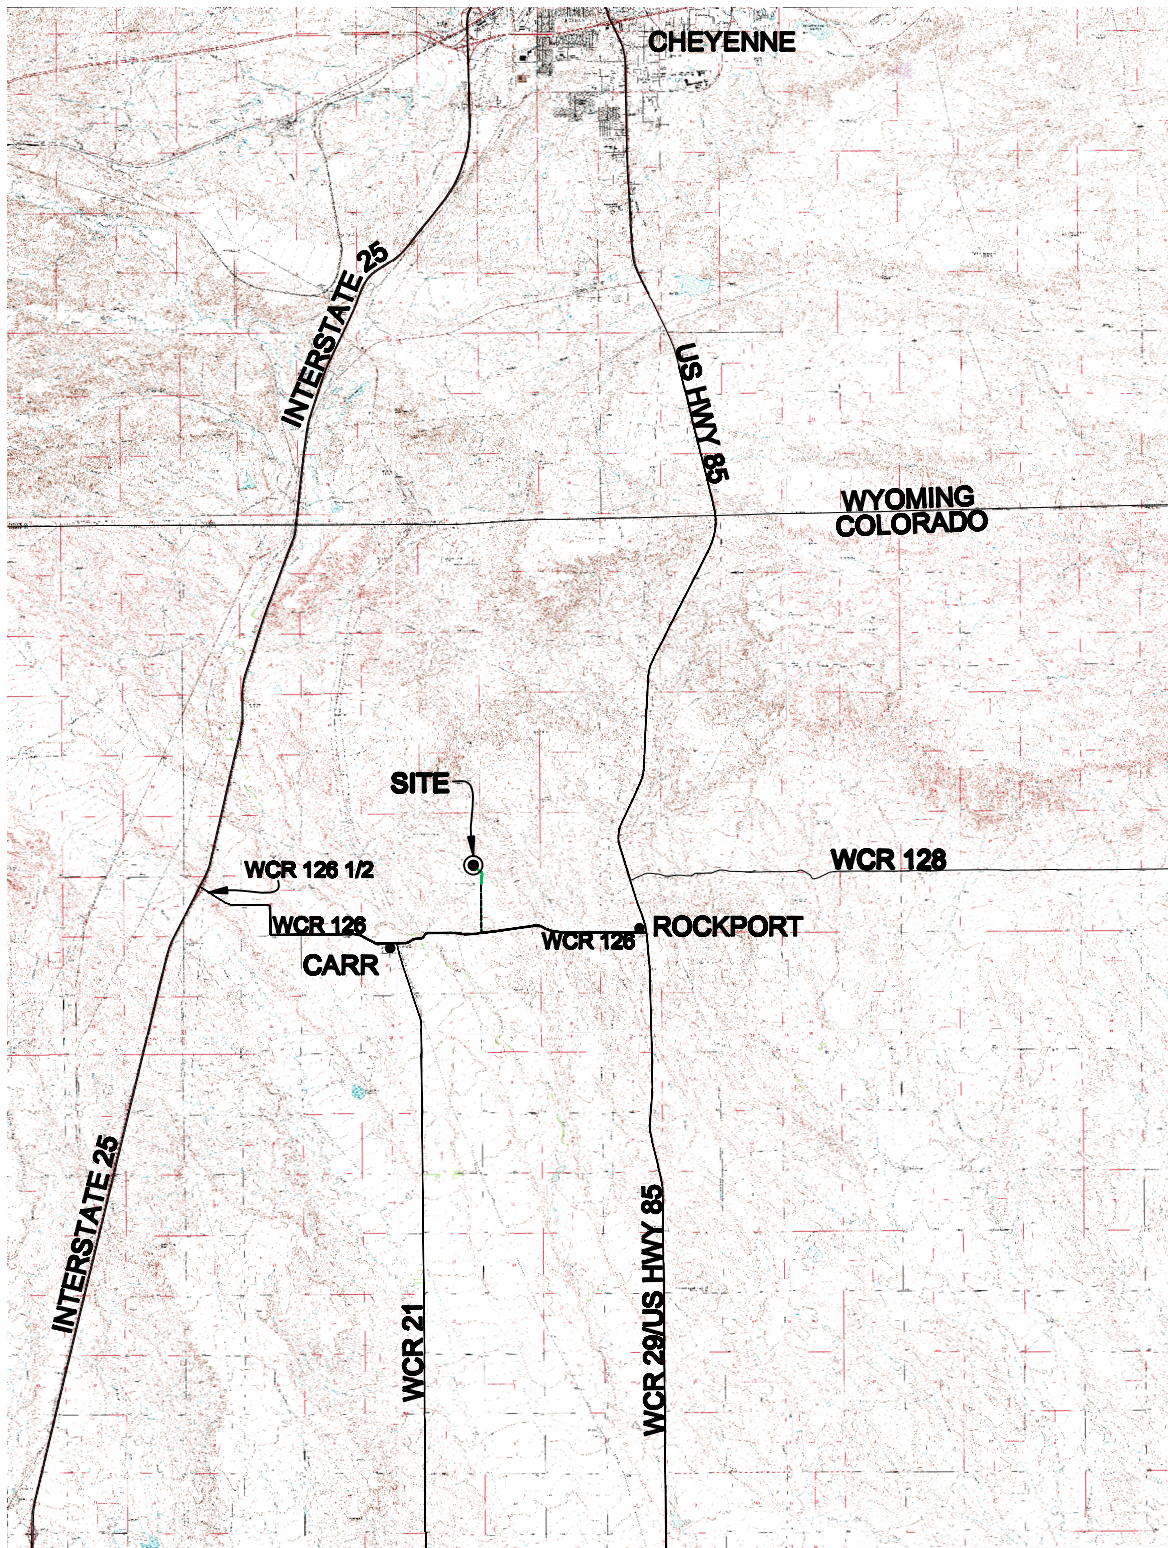 CHEYENNE
INTERSTATE 25
US HWY 85
WYOMING
COLORADO
SITE
WCR 126 1/2
WCR 128
WCR 126
ROCKPORT
WCR 126
CARR
INTERSTATE 25
WCR 21
WCR 29/US HWY 85